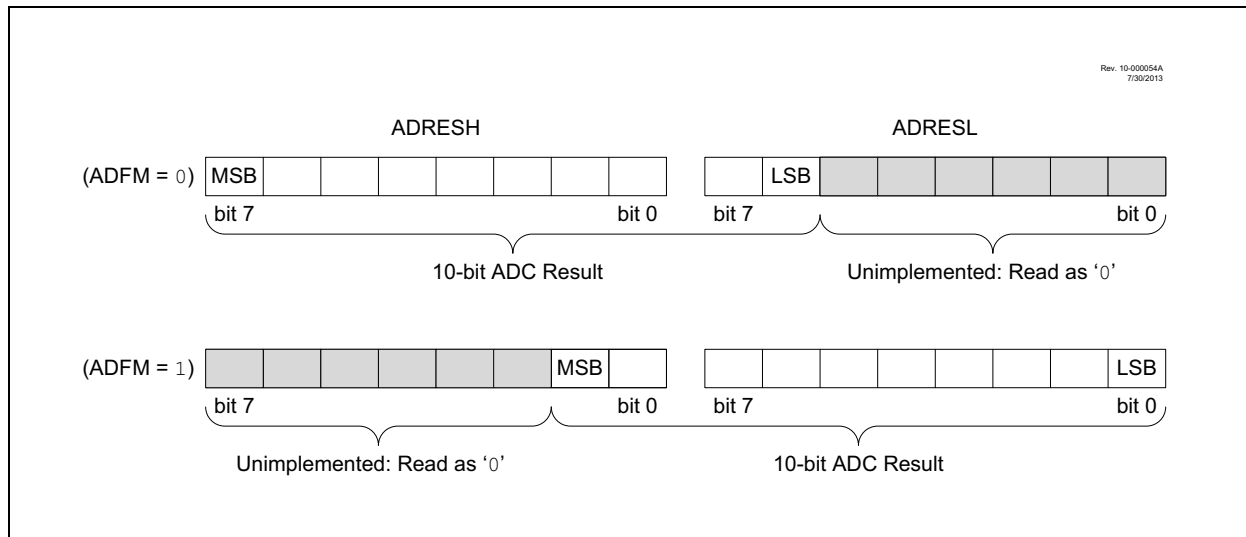 Rev. 10-000054A
7/30/2013
ADRESH ADRESL
(ADFM = 0) MSB LSB
bit 7 bit 0 bit 7 bit 0
10-bit ADC Result Unimplemented: Read as ‘0’
(ADFM = 1) MSB LSB
bit 7 bit 0 bit 7 bit 0
Unimplemented: Read as ‘0’ 10-bit ADC Result